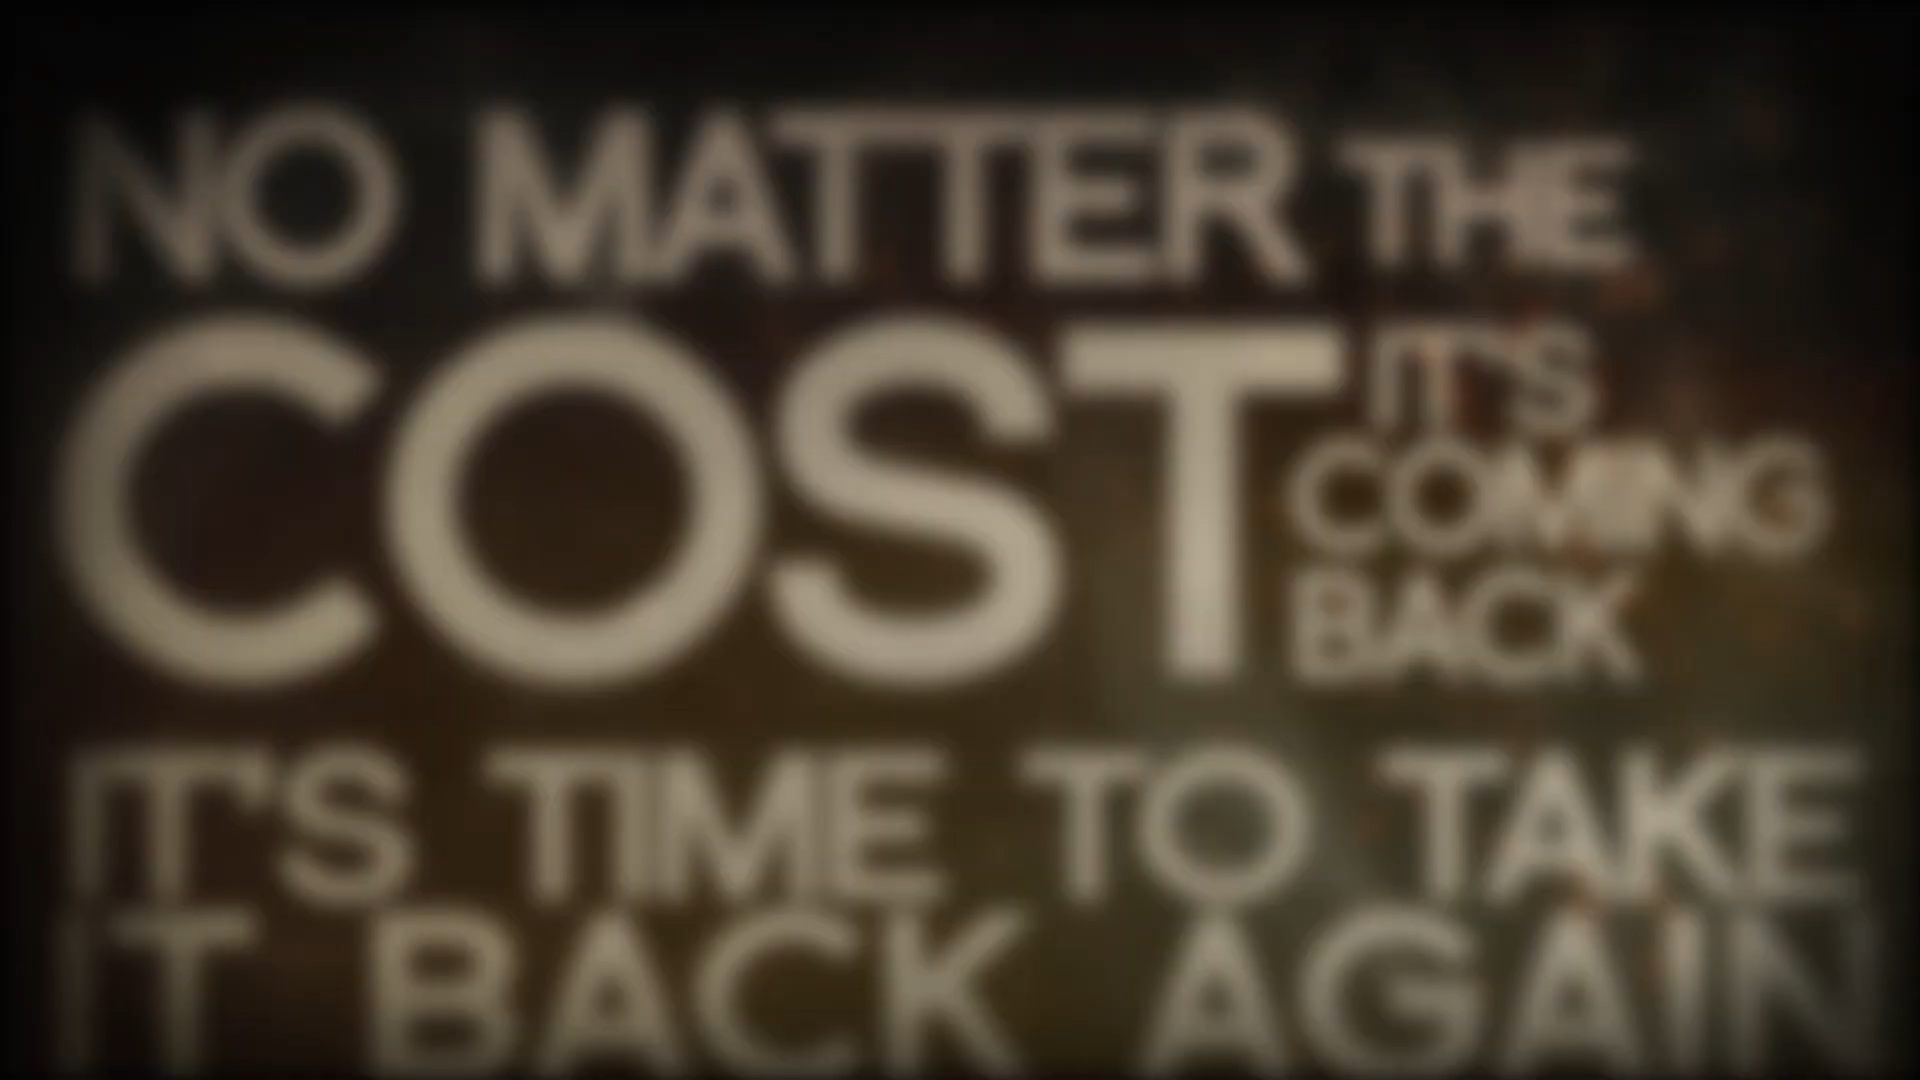 NO MATTER THE
COST
IT'S
COMING
BACK
IT'S TIME TO TAKE
IT BACK AGAIN